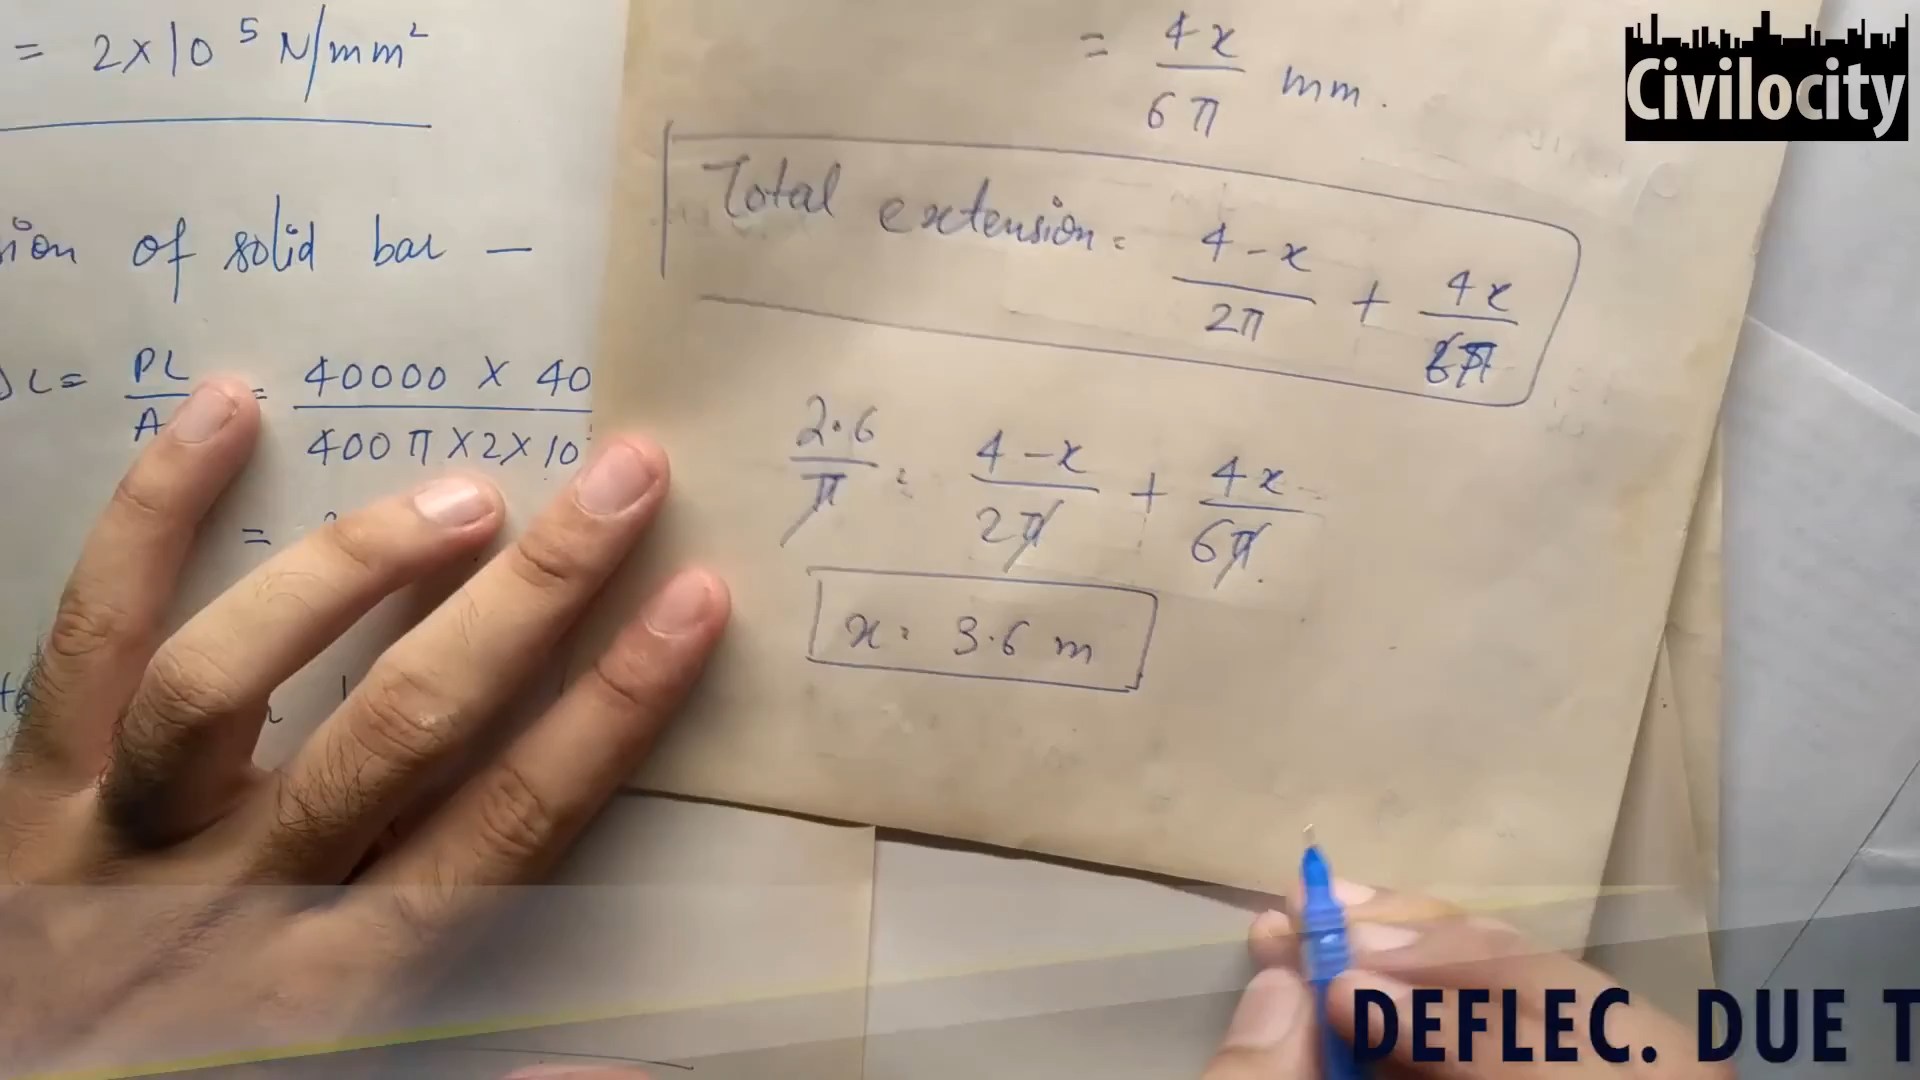 = 2×10⁵ N/mm²
of solid bar —
= PL/A = 40000 × 40 / 400π×2×10
=
= 4x/6π mm.
Total extension = (4-x)/2π + 4x/6π
2.6/π = (4-x)/2π + 4x/6π
x = 3.6 m
Civilocity
DEFLEC. DUE T